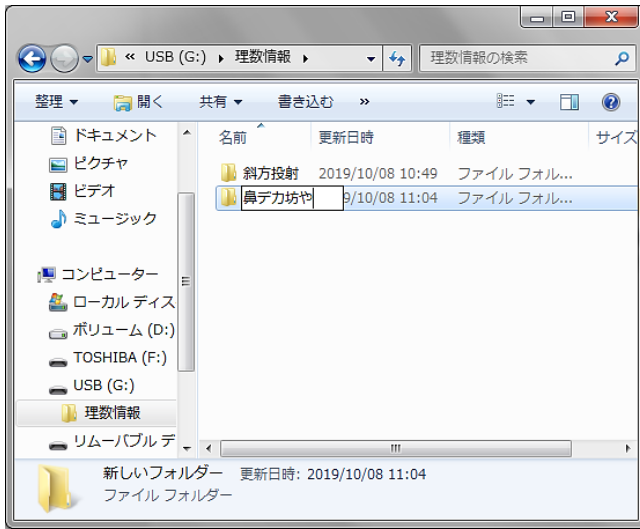 « USB (G:) ▸ 理数情報 ▸
理数情報の検索
整理 ▼ 開く 共有 ▼ 書き込む »
ドキュメント
ピクチャ
ビデオ
ミュージック
コンピューター
ローカル ディス
ボリューム (D:)
TOSHIBA (F:)
USB (G:)
理数情報
リムーバブル デ
名前 更新日時 種類 サイズ
斜方投射 2019/10/08 10:49 ファイル フォル...
鼻デカ坊や 9/10/08 11:04 ファイル フォル...
新しいフォルダー 更新日時: 2019/10/08 11:04
ファイル フォルダー